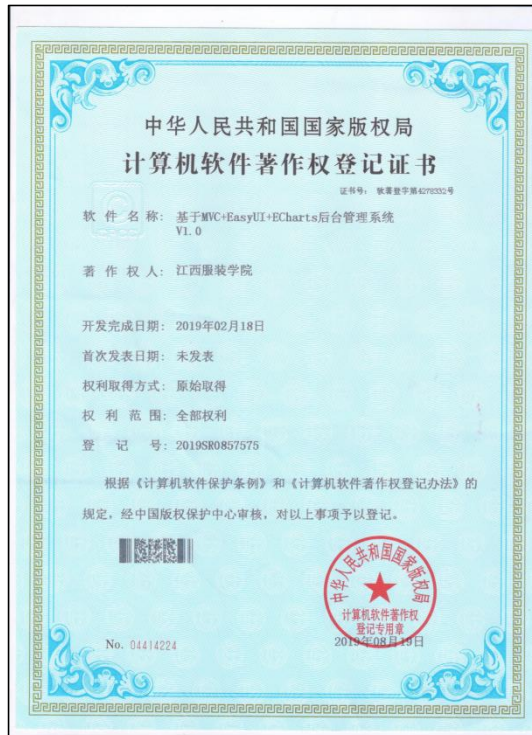 中华人民共和国国家版权局
计算机软件著作权登记证书
证书号: 软著登字第4278332号
软件名称: 基于MVC+EasyUI+ECharts后台管理系统
V1.0
著作权人: 江西服装学院
开发完成日期: 2019年02月18日
首次发表日期: 未发表
权利取得方式: 原始取得
权利范围: 全部权利
登记号: 2019SR0857575
根据《计算机软件保护条例》和《计算机软件著作权登记办法》的
规定，经中国版权保护中心审核，对以上事项予以登记。
中华人民共和国国家版权局
计算机软件著作权
登记专用章
No. 04414224
2019年08月19日